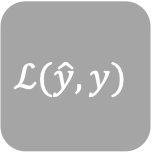 ℒ(ŷ, y)